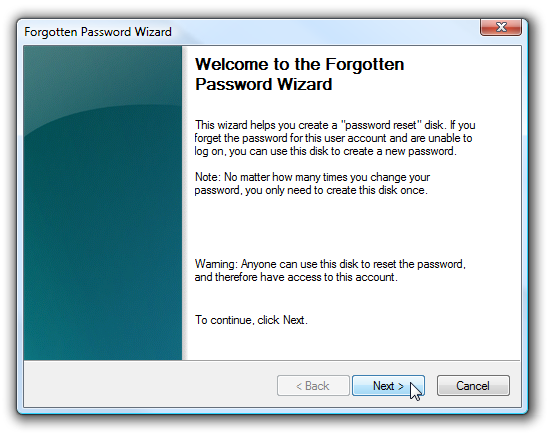 Forgotten Password Wizard
Welcome to the Forgotten
Password Wizard
This wizard helps you create a "password reset" disk. If you
forget the password for this user account and are unable to
log on, you can use this disk to create a new password.
Note: No matter how many times you change your
password, you only need to create this disk once.
Warning: Anyone can use this disk to reset the password,
and therefore have access to this account.
To continue, click Next.
< Back Next > Cancel